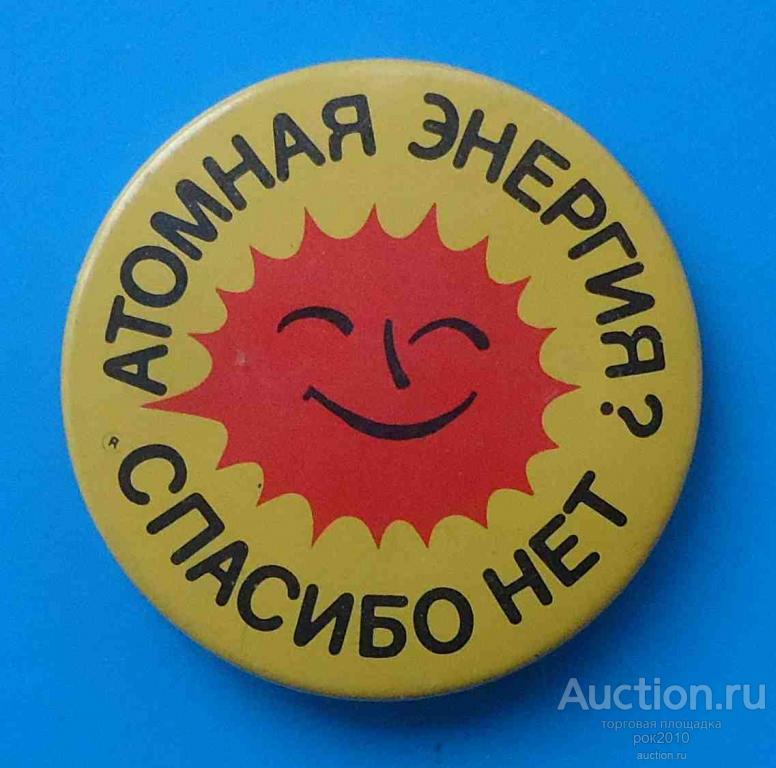 АТОМНАЯ ЭНЕРГИЯ?
СПАСИБО НЕТ
R
Auction.ru
торговая площадка
рок2010
auction.ru